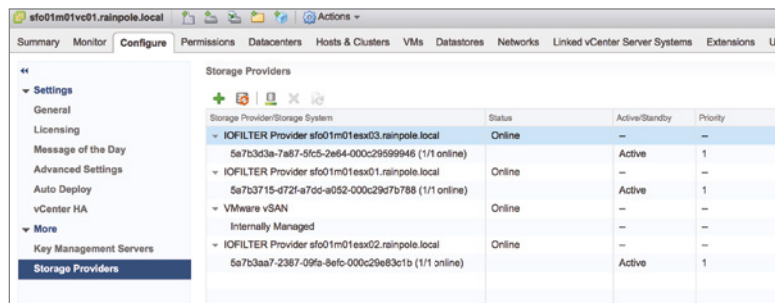 sfo01m01vc01.rainpole.local Actions
Summary Monitor Configure Permissions Datacenters Hosts & Clusters VMs Datastores Networks Linked vCenter Server Systems Extensions U
Settings
General
Licensing
Message of the Day
Advanced Settings
Auto Deploy
vCenter HA
More
Key Management Servers
Storage Providers
Storage Providers
Storage Provider/Storage System Status Active/Standby Priority
IOFILTER Provider sfo01m01esx03.rainpole.local Online -- --
5a7b3d3a-7a87-5fc5-2e64-000c29599946 (1/1 online) Active 1
IOFILTER Provider sfo01m01esx01.rainpole.local Online -- --
5a7b3715-d72f-a7dd-a052-000c29d7b788 (1/1 online) Active 1
VMware vSAN Online -- --
Internally Managed -- --
IOFILTER Provider sfo01m01esx02.rainpole.local Online -- --
5a7b3aa7-2387-09fa-8efc-000c29e83c1b (1/1 online) Active 1